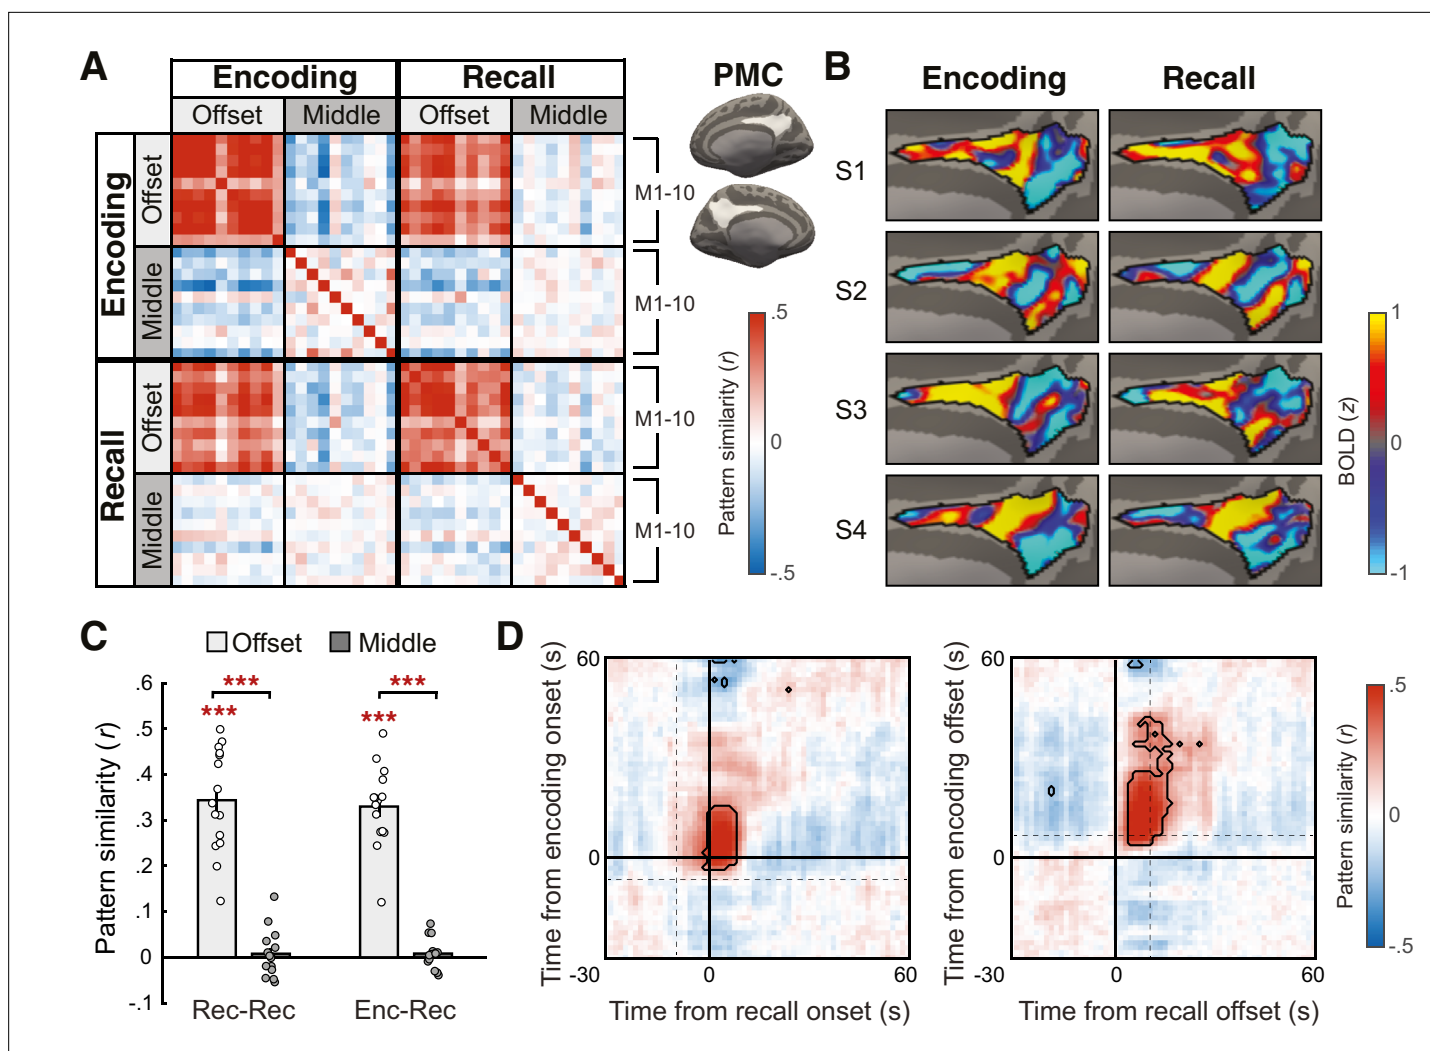 A
Encoding
Recall
Offset
Middle
Offset
Middle
Encoding
Offset
Middle
Recall
Offset
Middle
M1-10
M1-10
M1-10
M1-10
PMC
.5
0
-.5
Pattern similarity (r)
B
Encoding
Recall
S1
S2
S3
S4
1
0
-1
BOLD (z)
C
Offset
Middle
Pattern similarity (r)
.6
.5
.4
.3
.2
.1
0
-.1
***
***
***
***
Rec-Rec
Enc-Rec
D
Time from encoding onset (s)
60
0
-30
0
60
Time from recall onset (s)
Time from encoding offset (s)
60
0
-30
0
60
Time from recall offset (s)
.5
0
-.5
Pattern similarity (r)